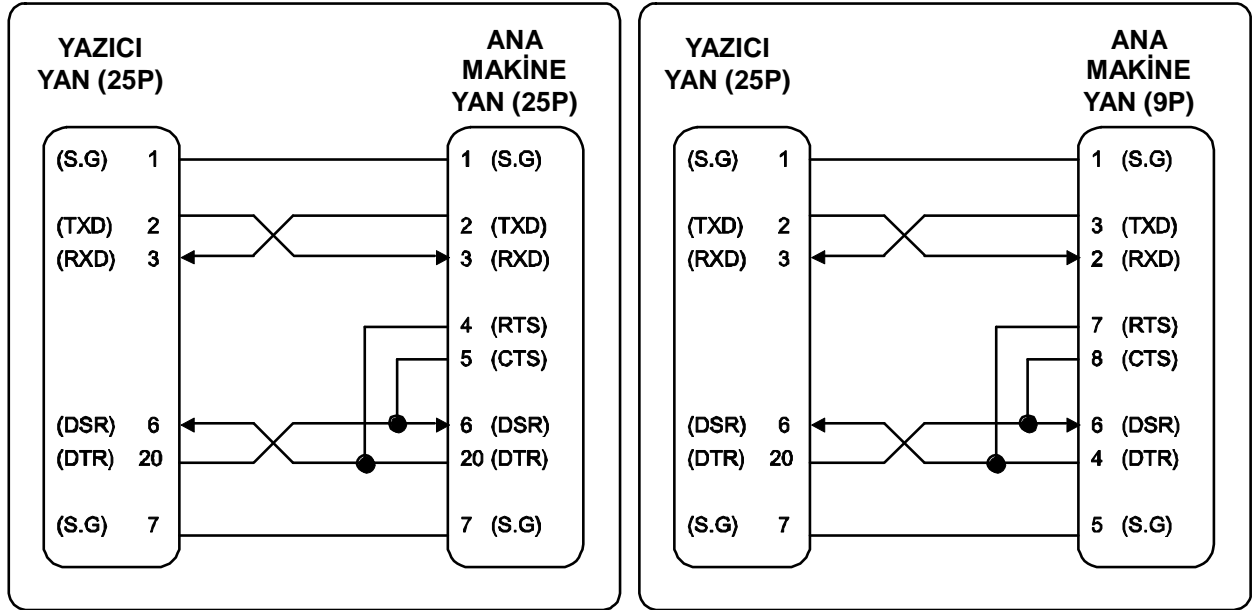 YAZICI
YAN (25P)
ANA
MAKİNE
YAN (25P)
(S.G) 1
1 (S.G)
(TXD) 2
2 (TXD)
(RXD) 3
3 (RXD)
4 (RTS)
5 (CTS)
(DSR) 6
6 (DSR)
(DTR) 20
20 (DTR)
(S.G) 7
7 (S.G)
YAZICI
YAN (25P)
ANA
MAKİNE
YAN (9P)
(S.G) 1
1 (S.G)
(TXD) 2
3 (TXD)
(RXD) 3
2 (RXD)
7 (RTS)
8 (CTS)
(DSR) 6
6 (DSR)
(DTR) 20
4 (DTR)
(S.G) 7
5 (S.G)